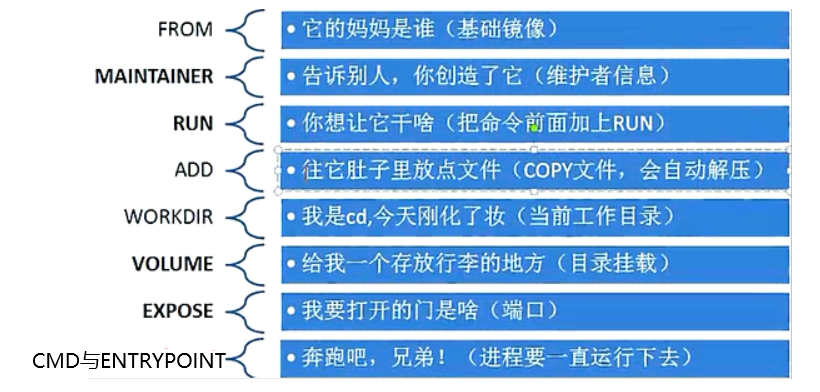 FROM 它的妈妈是谁（基础镜像）
MAINTAINER 告诉别人，你创造了它（维护者信息）
RUN 你想让它干啥（把命令前面加上RUN）
ADD 往它肚子里放点文件（COPY文件，会自动解压）
WORKDIR 我是cd,今天刚化了妆（当前工作目录）
VOLUME 给我一个存放行李的地方（目录挂载）
EXPOSE 我要打开的门是啥（端口）
CMD与ENTRYPOINT 奔跑吧，兄弟！（进程要一直运行下去）